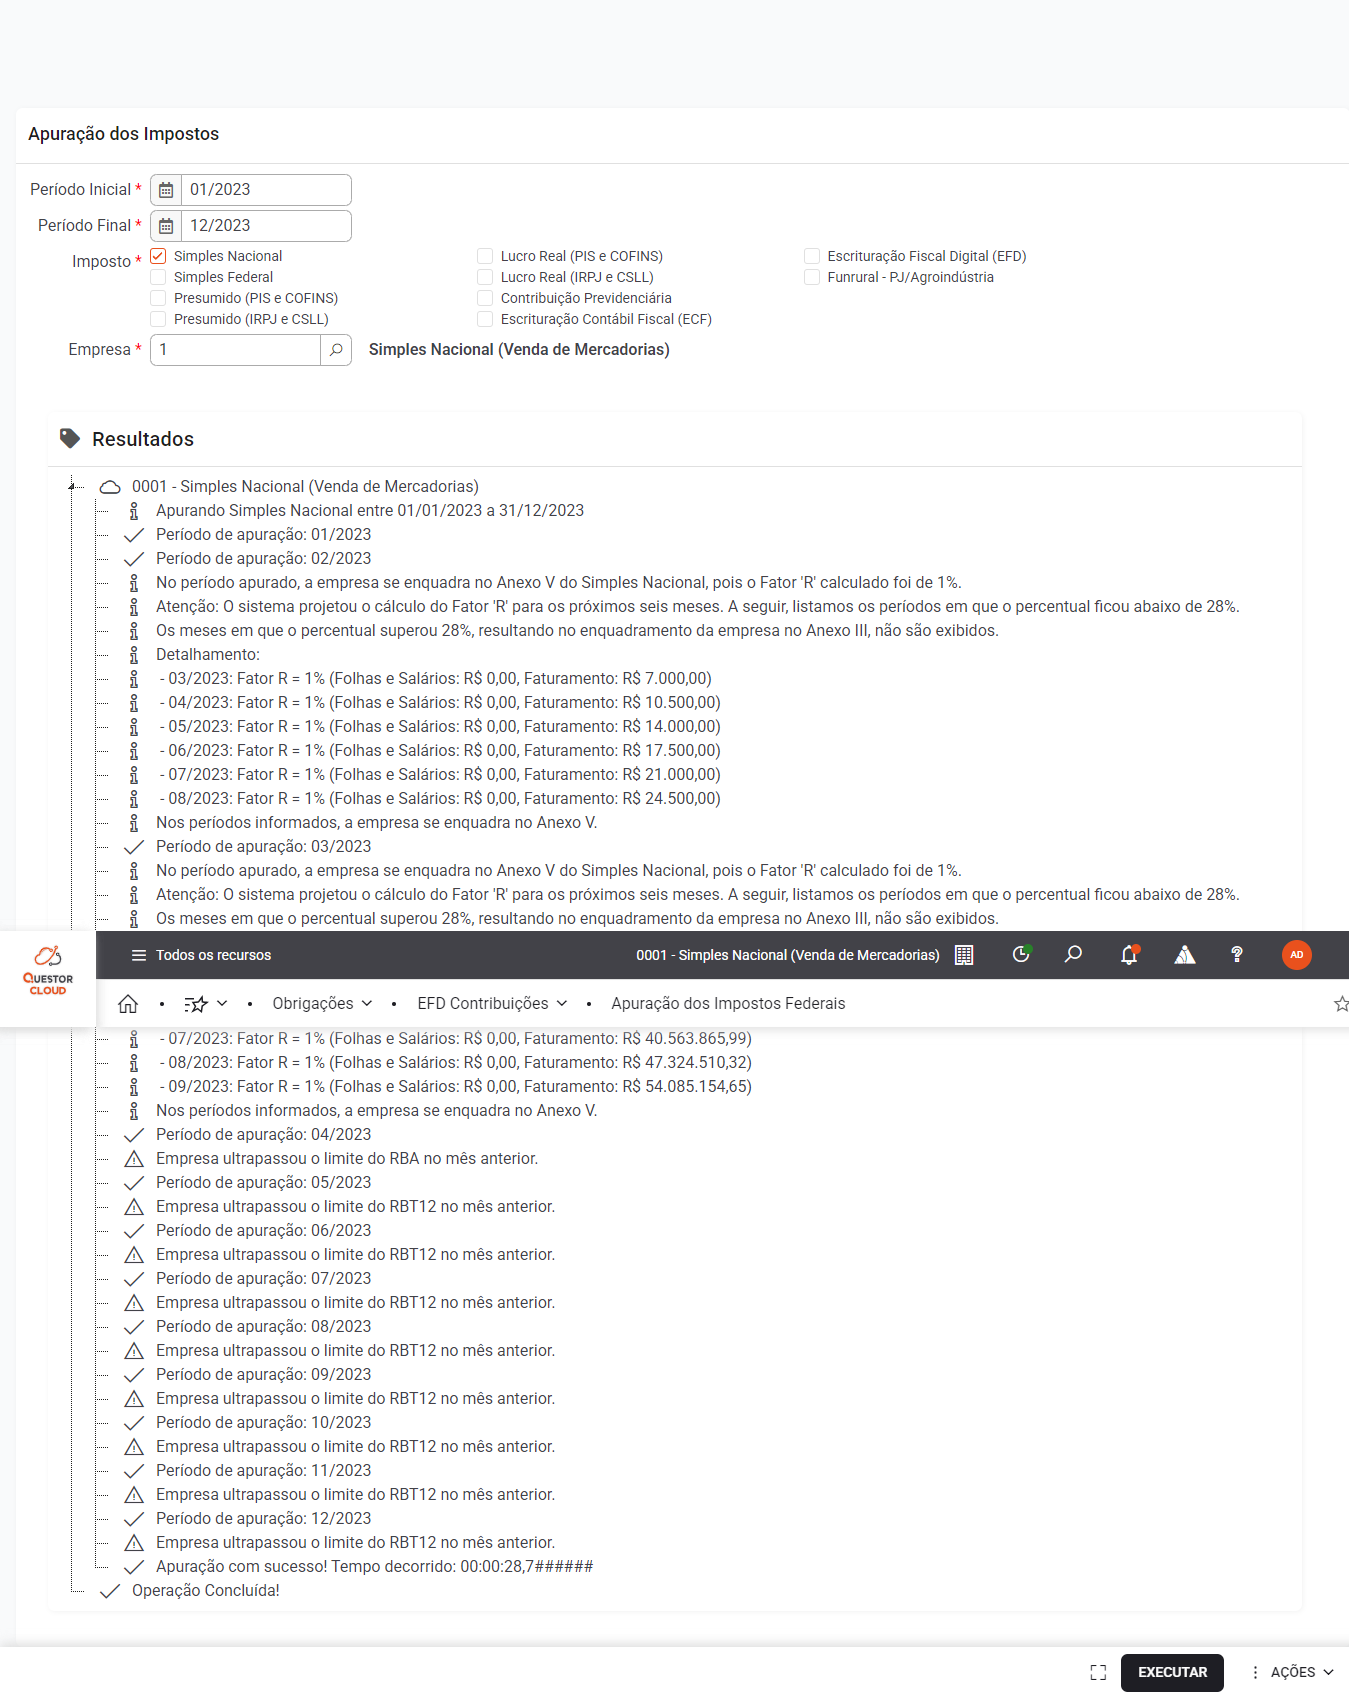 Apuração dos Impostos
Período Inicial * 01/2023
Período Final * 12/2023
Imposto * Simples Nacional Lucro Real (PIS e COFINS) Escrituração Fiscal Digital (EFD)
Simples Federal Lucro Real (IRPJ e CSLL) Funrural - PJ/Agroindústria
Presumido (PIS e COFINS) Contribuição Previdenciária
Presumido (IRPJ e CSLL) Escrituração Contábil Fiscal (ECF)
Empresa * 1 Simples Nacional (Venda de Mercadorias)
Resultados
0001 - Simples Nacional (Venda de Mercadorias)
Apurando Simples Nacional entre 01/01/2023 a 31/12/2023
Período de apuração: 01/2023
Período de apuração: 02/2023
No período apurado, a empresa se enquadra no Anexo V do Simples Nacional, pois o Fator 'R' calculado foi de 1%.
Atenção: O sistema projetou o cálculo do Fator 'R' para os próximos seis meses. A seguir, listamos os períodos em que o percentual ficou abaixo de 28%.
Os meses em que o percentual superou 28%, resultando no enquadramento da empresa no Anexo III, não são exibidos.
Detalhamento:
- 03/2023: Fator R = 1% (Folhas e Salários: R$ 0,00, Faturamento: R$ 7.000,00)
- 04/2023: Fator R = 1% (Folhas e Salários: R$ 0,00, Faturamento: R$ 10.500,00)
- 05/2023: Fator R = 1% (Folhas e Salários: R$ 0,00, Faturamento: R$ 14.000,00)
- 06/2023: Fator R = 1% (Folhas e Salários: R$ 0,00, Faturamento: R$ 17.500,00)
- 07/2023: Fator R = 1% (Folhas e Salários: R$ 0,00, Faturamento: R$ 21.000,00)
- 08/2023: Fator R = 1% (Folhas e Salários: R$ 0,00, Faturamento: R$ 24.500,00)
Nos períodos informados, a empresa se enquadra no Anexo V.
Período de apuração: 03/2023
No período apurado, a empresa se enquadra no Anexo V do Simples Nacional, pois o Fator 'R' calculado foi de 1%.
Atenção: O sistema projetou o cálculo do Fator 'R' para os próximos seis meses. A seguir, listamos os períodos em que o percentual ficou abaixo de 28%.
Os meses em que o percentual superou 28%, resultando no enquadramento da empresa no Anexo III, não são exibidos.
QUESTOR
CLOUD
Todos os recursos 0001 - Simples Nacional (Venda de Mercadorias) AD
Obrigações • EFD Contribuições • Apuração dos Impostos Federais
- 07/2023: Fator R = 1% (Folhas e Salários: R$ 0,00, Faturamento: R$ 40.563.865,99)
- 08/2023: Fator R = 1% (Folhas e Salários: R$ 0,00, Faturamento: R$ 47.324.510,32)
- 09/2023: Fator R = 1% (Folhas e Salários: R$ 0,00, Faturamento: R$ 54.085.154,65)
Nos períodos informados, a empresa se enquadra no Anexo V.
Período de apuração: 04/2023
Empresa ultrapassou o limite do RBA no mês anterior.
Período de apuração: 05/2023
Empresa ultrapassou o limite do RBT12 no mês anterior.
Período de apuração: 06/2023
Empresa ultrapassou o limite do RBT12 no mês anterior.
Período de apuração: 07/2023
Empresa ultrapassou o limite do RBT12 no mês anterior.
Período de apuração: 08/2023
Empresa ultrapassou o limite do RBT12 no mês anterior.
Período de apuração: 09/2023
Empresa ultrapassou o limite do RBT12 no mês anterior.
Período de apuração: 10/2023
Empresa ultrapassou o limite do RBT12 no mês anterior.
Período de apuração: 11/2023
Empresa ultrapassou o limite do RBT12 no mês anterior.
Período de apuração: 12/2023
Empresa ultrapassou o limite do RBT12 no mês anterior.
Apuração com sucesso! Tempo decorrido: 00:00:28,7######
Operação Concluída!
EXECUTAR AÇÕES